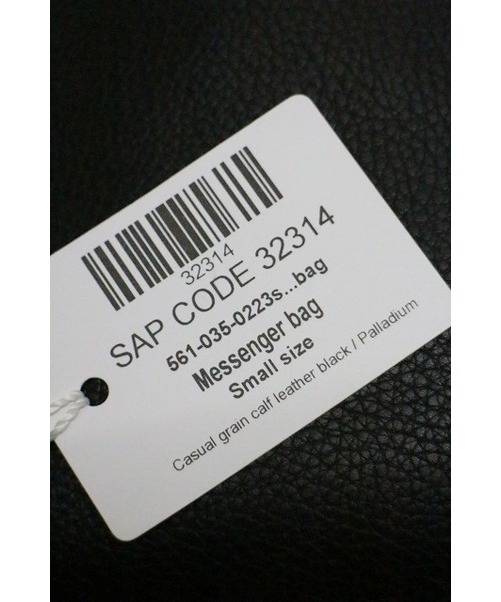 32314
SAP CODE 32314
561-035-0223s...bag
Messenger bag
Small size
Casual grain calf leather black / Palladium